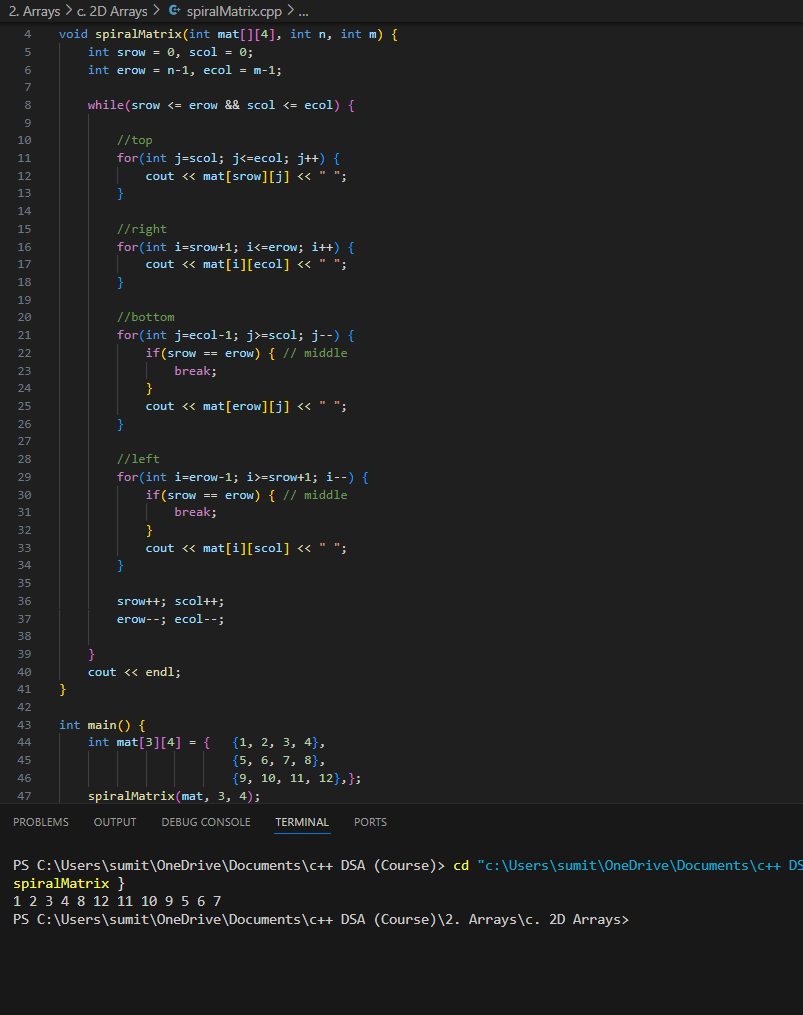 2. Arrays > c. 2D Arrays > spiralMatrix.cpp > ...
4 void spiralMatrix(int mat[][4], int n, int m) {
5     int srow = 0, scol = 0;
6     int erow = n-1, ecol = m-1;
7
8     while(srow <= erow && scol <= ecol) {
9
10         //top
11         for(int j=scol; j<=ecol; j++) {
12             cout << mat[srow][j] << " ";
13         }
14
15         //right
16         for(int i=srow+1; i<=erow; i++) {
17             cout << mat[i][ecol] << " ";
18         }
19
20         //bottom
21         for(int j=ecol-1; j>=scol; j--) {
22             if(srow == erow) { // middle
23                 break;
24             }
25             cout << mat[erow][j] << " ";
26         }
27
28         //left
29         for(int i=erow-1; i>=srow+1; i--) {
30             if(srow == erow) { // middle
31                 break;
32             }
33             cout << mat[i][scol] << " ";
34         }
35
36         srow++; scol++;
37         erow--; ecol--;
38
39     }
40     cout << endl;
41 }
42
43 int main() {
44     int mat[3][4] = {   {1, 2, 3, 4},
45                         {5, 6, 7, 8},
46                         {9, 10, 11, 12},};
47     spiralMatrix(mat, 3, 4);
PROBLEMS OUTPUT DEBUG CONSOLE TERMINAL PORTS
PS C:\Users\sumit\OneDrive\Documents\c++ DSA (Course)> cd "c:\Users\sumit\OneDrive\Documents\c++ DS
spiralMatrix }
1 2 3 4 8 12 11 10 9 5 6 7
PS C:\Users\sumit\OneDrive\Documents\c++ DSA (Course)\2. Arrays\c. 2D Arrays>